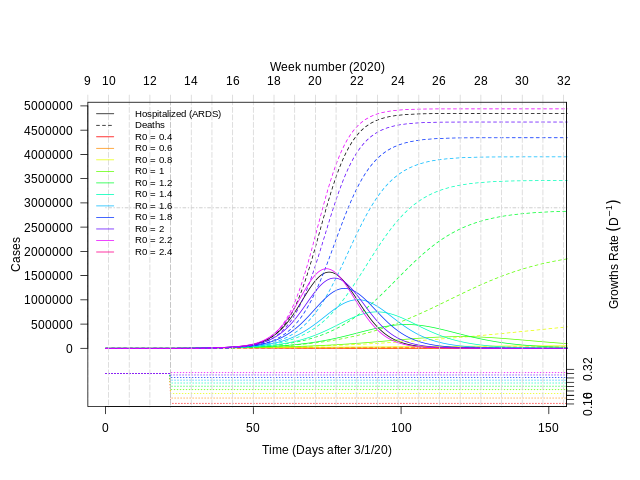 Week number (2020)
9 10 12 14 16 18 20 22 24 26 28 30 32
5000000
4500000
4000000
3500000
3000000
2500000
2000000
1500000
1000000
500000
0
Cases
Hospitalized (ARDS)
Deaths
R0 = 0.4
R0 = 0.6
R0 = 0.8
R0 = 1
R0 = 1.2
R0 = 1.4
R0 = 1.6
R0 = 1.8
R0 = 2
R0 = 2.2
R0 = 2.4
Growths Rate (D⁻¹)
0.32
0.16
0 50 100 150
Time (Days after 3/1/20)